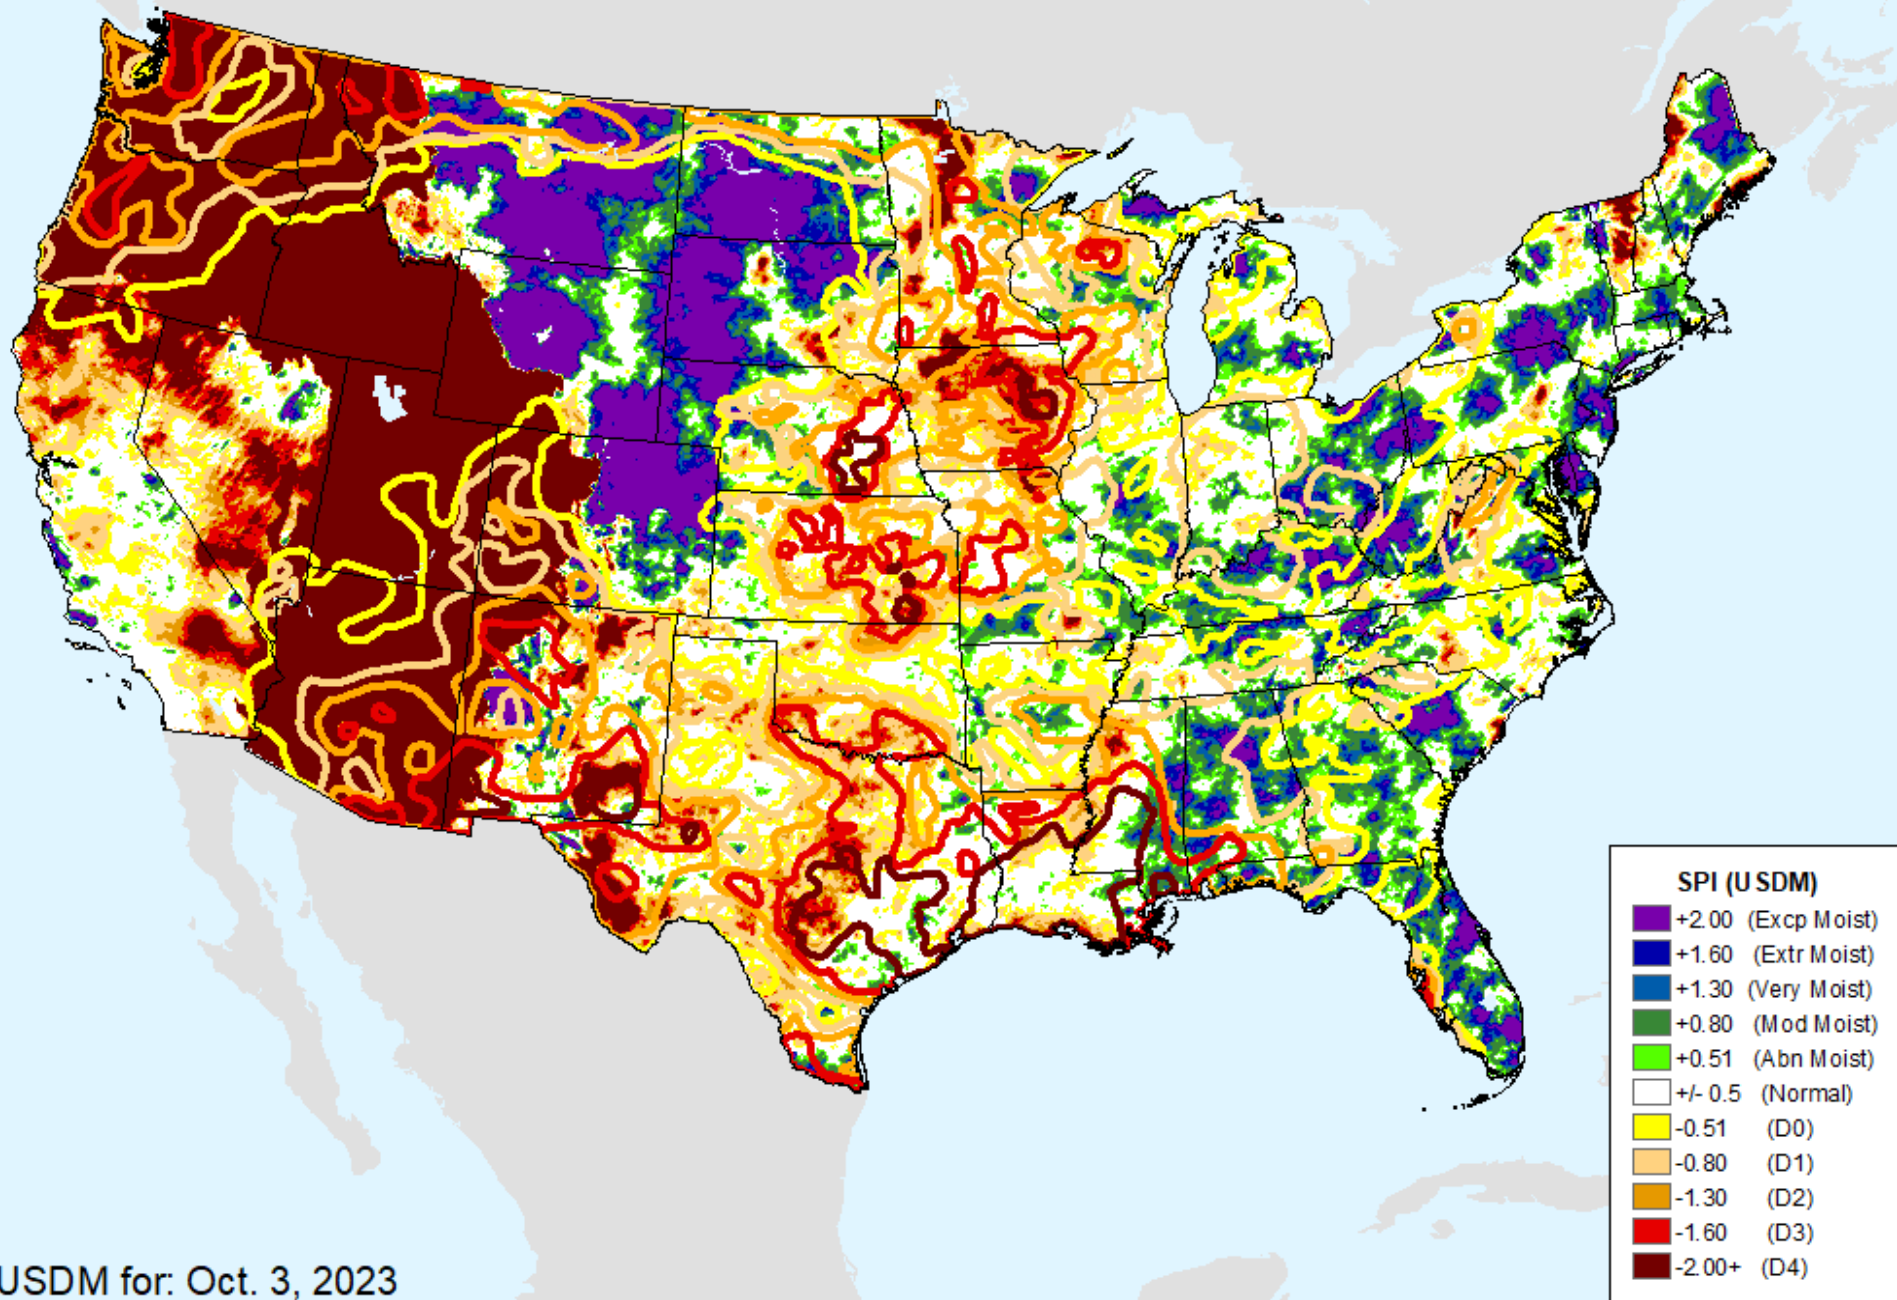 SPI (USDM)
+2.00 (Excp Moist)
+1.60 (Extr Moist)
+1.30 (Very Moist)
+0.80 (Mod Moist)
+0.51 (Abn Moist)
+/- 0.5 (Normal)
-0.51 (D0)
-0.80 (D1)
-1.30 (D2)
-1.60 (D3)
-2.00+ (D4)
USDM for: Oct. 3, 2023